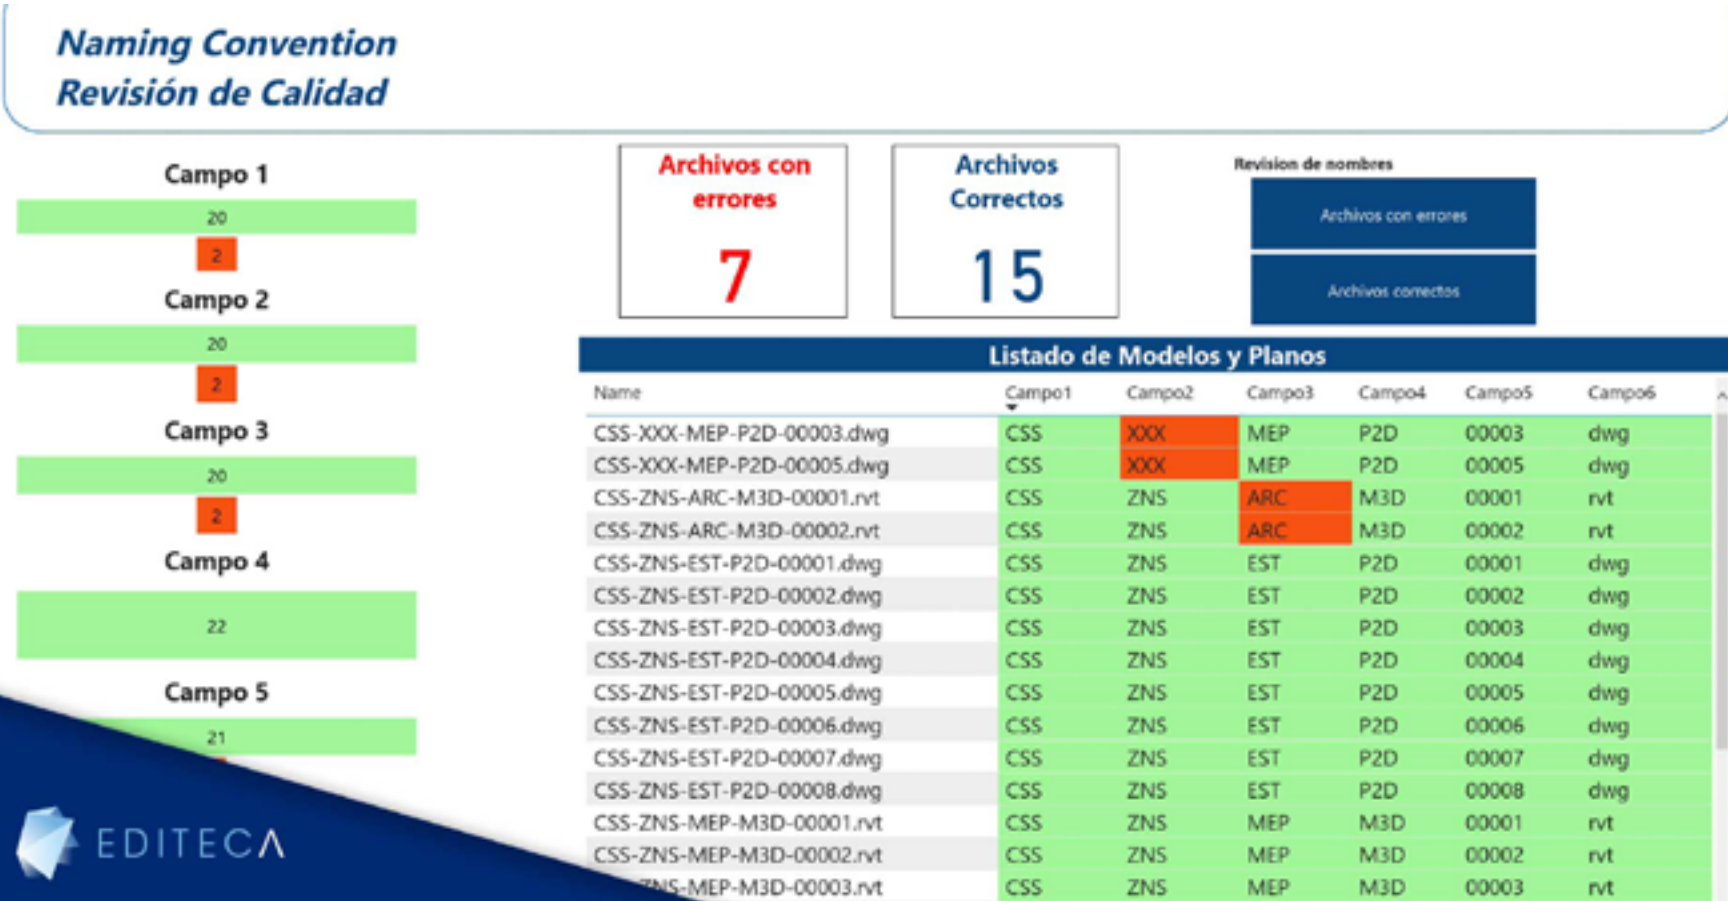 Naming Convention
Revisión de Calidad
Campo 1
20
2
Campo 2
20
2
Campo 3
20
2
Campo 4
22
Campo 5
21
EDITECA
Archivos con
errores
7
Archivos
Correctos
15
Revision de nombres
Archivos con errores
Archivos correctos
Listado de Modelos y Planos
Name Campo1 Campo2 Campo3 Campo4 Campo5 Campo6
CSS-XXX-MEP-P2D-00003.dwg CSS XXX MEP P2D 00003 dwg
CSS-XXX-MEP-P2D-00005.dwg CSS XXX MEP P2D 00005 dwg
CSS-ZNS-ARC-M3D-00001.rvt CSS ZNS ARC M3D 00001 rvt
CSS-ZNS-ARC-M3D-00002.rvt CSS ZNS ARC M3D 00002 rvt
CSS-ZNS-EST-P2D-00001.dwg CSS ZNS EST P2D 00001 dwg
CSS-ZNS-EST-P2D-00002.dwg CSS ZNS EST P2D 00002 dwg
CSS-ZNS-EST-P2D-00003.dwg CSS ZNS EST P2D 00003 dwg
CSS-ZNS-EST-P2D-00004.dwg CSS ZNS EST P2D 00004 dwg
CSS-ZNS-EST-P2D-00005.dwg CSS ZNS EST P2D 00005 dwg
CSS-ZNS-EST-P2D-00006.dwg CSS ZNS EST P2D 00006 dwg
CSS-ZNS-EST-P2D-00007.dwg CSS ZNS EST P2D 00007 dwg
CSS-ZNS-EST-P2D-00008.dwg CSS ZNS EST P2D 00008 dwg
CSS-ZNS-MEP-M3D-00001.rvt CSS ZNS MEP M3D 00001 rvt
CSS-ZNS-MEP-M3D-00002.rvt CSS ZNS MEP M3D 00002 rvt
ZNS-MEP-M3D-00003.rvt CSS ZNS MEP M3D 00003 rvt